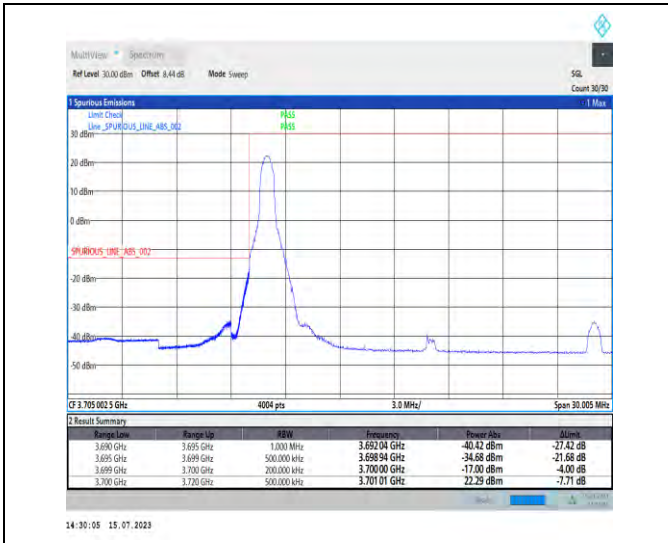 MultiView Spectrum
Ref Level 30.00 dBm Offset 8.44 dB Mode Sweep SGL
Count 30/30
1 Spurious Emissions 1 Max
Limit Check PASS
Line _SPURIOUS_LINE_ABS_002 PASS
30 dBm
20 dBm
10 dBm
0 dBm
SPURIOUS_LINE_ABS_002
-20 dBm
-30 dBm
-40 dBm
-50 dBm
CF 3.705 002 5 GHz 4004 pts 3.0 MHz/ Span 30.005 MHz
2 Result Summary
Range Low Range Up RBW Frequency Power Abs ΔLimit
3.690 GHz 3.695 GHz 1.000 MHz 3.692 04 GHz -40.42 dBm -27.42 dB
3.695 GHz 3.699 GHz 500.000 kHz 3.698 94 GHz -34.68 dBm -21.68 dB
3.699 GHz 3.700 GHz 200.000 kHz 3.700 00 GHz -17.00 dBm -4.00 dB
3.700 GHz 3.720 GHz 500.000 kHz 3.701 01 GHz 22.29 dBm -7.71 dB
14:30:05 15.07.2023